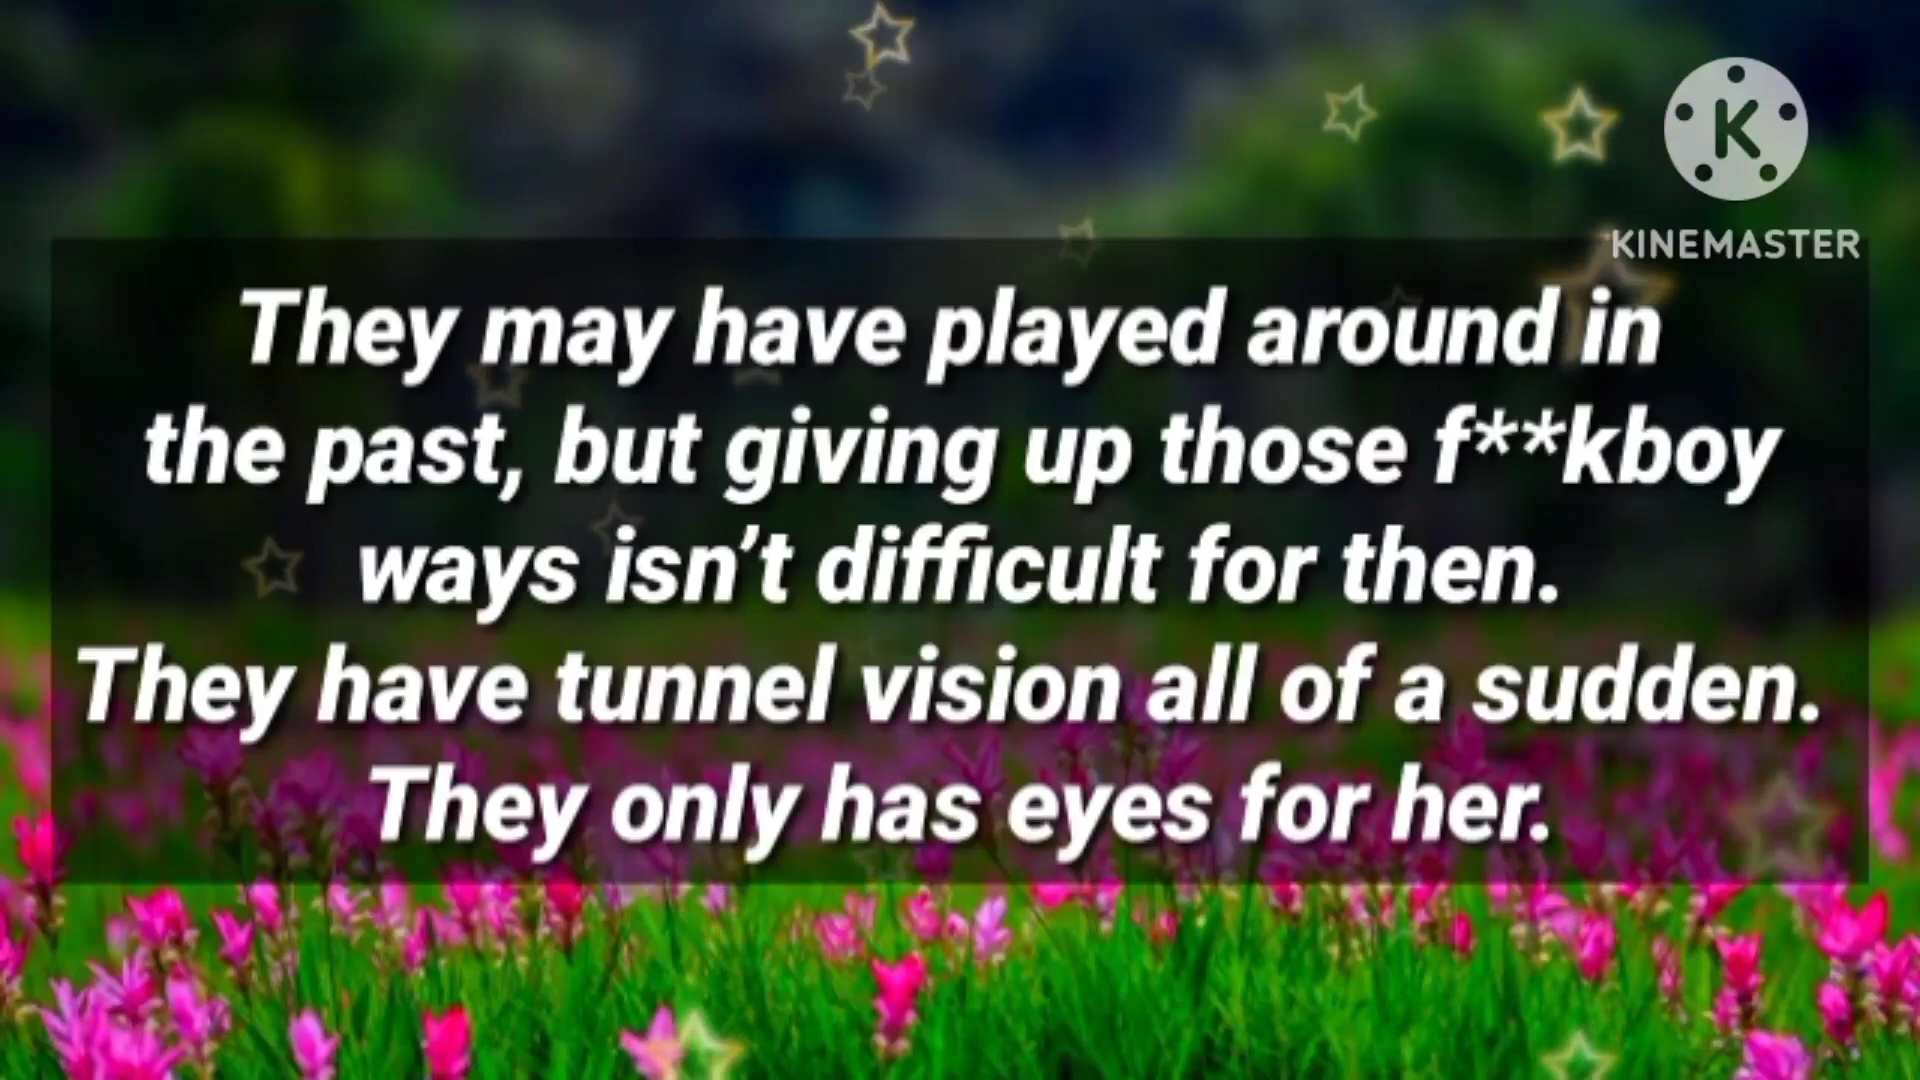 KINEMASTER
They may have played around in
the past, but giving up those f**kboy
ways isn't difficult for then.
They have tunnel vision all of a sudden.
They only has eyes for her.